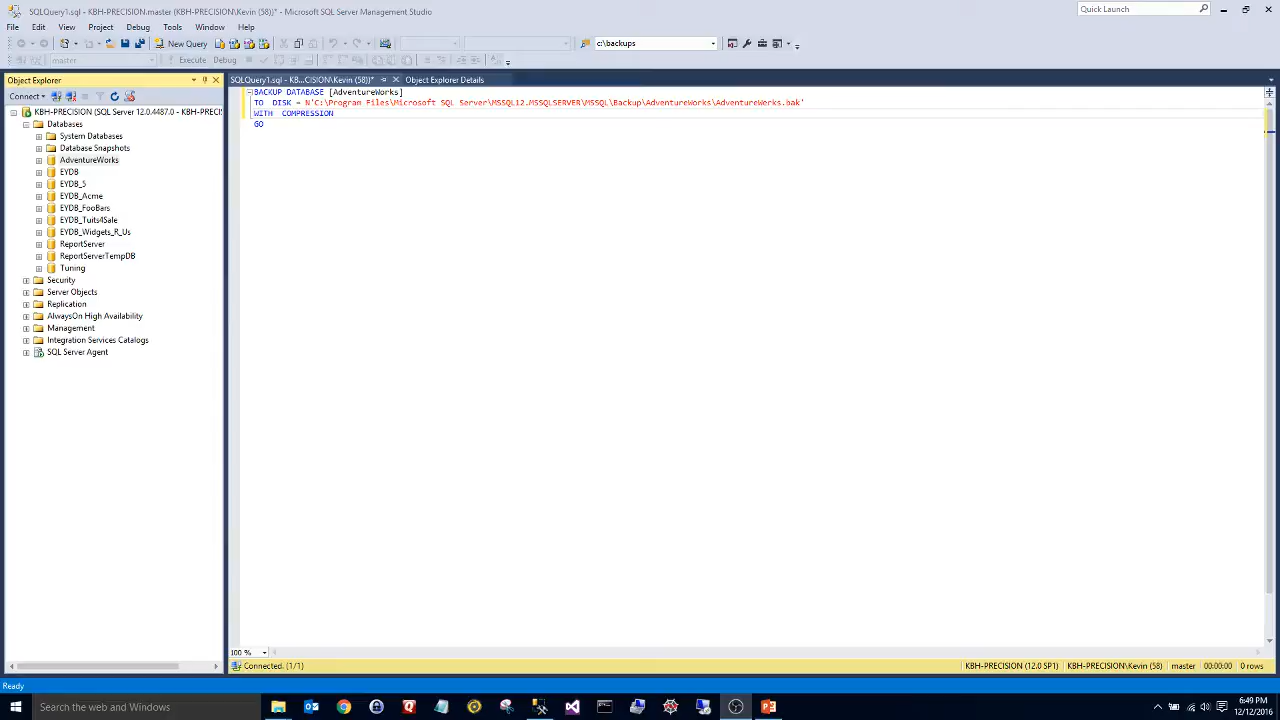 SQLQuery1.sql - KBH-PRECISION.master (KBH-PRECISION\Kevin (58))* - Microsoft SQL Server Management Studio
Quick Launch
File Edit View Project Debug Tools Window Help
New Query
c:\backups
master
Execute Debug
Object Explorer
SQLQuery1.sql - KB...CISION\Kevin (58))*
Object Explorer Details
Connect
KBH-PRECISION (SQL Server 12.0.4487.0 - KBH-PRECI
Databases
System Databases
Database Snapshots
AdventureWorks
EYDB
EYDB_5
EYDB_Acme
EYDB_FooBars
EYDB_Tuits4Sale
EYDB_Widgets_R_Us
ReportServer
ReportServerTempDB
Tuning
Security
Server Objects
Replication
AlwaysOn High Availability
Management
Integration Services Catalogs
SQL Server Agent
BACKUP DATABASE [AdventureWorks]
TO DISK = N'C:\Program Files\Microsoft SQL Server\MSSQL12.MSSQLSERVER\MSSQL\Backup\AdventureWorks\AdventureWorks.bak'
WITH COMPRESSION
GO
100 %
Connected. (1/1)
KBH-PRECISION (12.0 SP1)
KBH-PRECISION\Kevin (58)
master
00:00:00
0 rows
Ready
Search the web and Windows
6:49 PM
12/12/2016